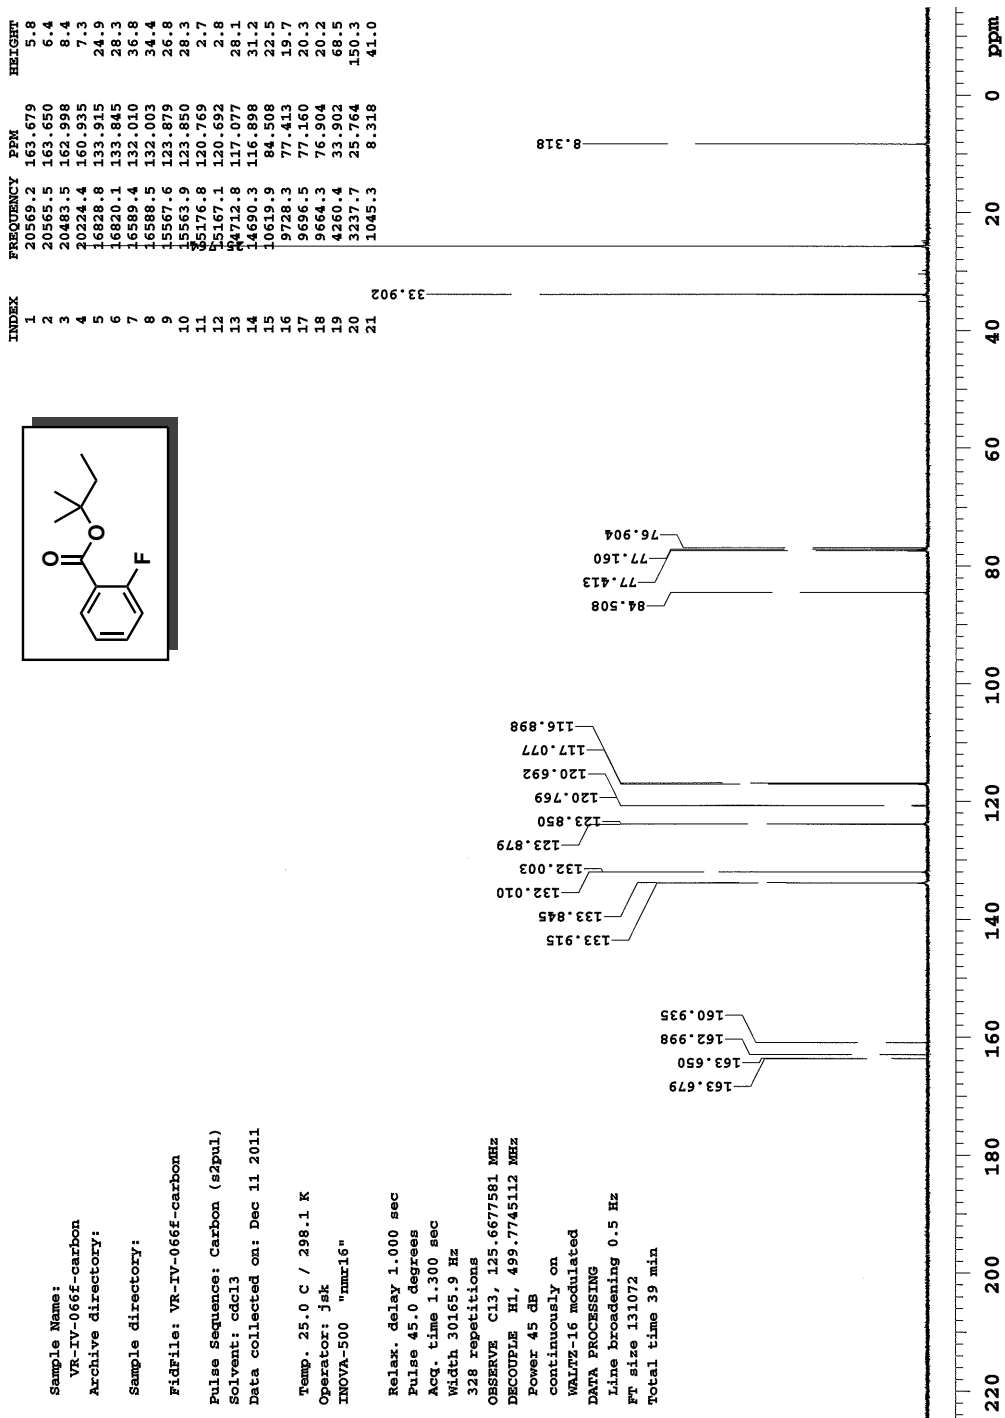 Sample Name:
VR-IV-066f-carbon
Archive directory:
Sample directory:
FidFile: VR-IV-066f-carbon
Pulse Sequence: Carbon (s2pul)
Solvent: cdcl3
Data collected on: Dec 11 2011
Temp. 25.0 C / 298.1 K
Operator: jsk
INOVA-500 "nmr16"
Relax. delay 1.000 sec
Pulse 45.0 degrees
Acq. time 1.300 sec
Width 30165.9 Hz
328 repetitions
OBSERVE C13, 125.6677581 MHz
DECOUPLE H1, 499.7745112 MHz
Power 45 dB
continuously on
WALTZ-16 modulated
DATA PROCESSING
Line broadening 0.5 Hz
FT size 131072
Total time 39 min
O
O
F
INDEX FREQUENCY PPM HEIGHT
1 20569.2 163.679 5.8
2 20565.5 163.650 6.4
3 20483.5 162.998 8.4
4 20224.4 160.935 7.3
5 16828.8 133.915 24.9
6 16820.1 133.845 28.3
7 16589.4 132.010 36.8
8 16588.5 132.003 34.4
9 15567.6 123.879 26.8
10 15563.9 123.850 28.3
11 15176.8 120.769 2.7
12 15167.1 120.692 2.8
13 14712.8 117.077 28.1
14 14690.3 116.898 31.2
15 10619.9 84.508 22.5
16 9728.3 77.413 19.7
17 9696.5 77.160 20.3
18 9664.3 76.904 20.2
19 4260.4 33.902 68.5
20 3237.7 25.764 150.3
21 1045.3 8.318 41.0
163.679
163.650
162.998
160.935
133.915
133.845
132.010
132.003
123.879
123.850
120.769
120.692
117.077
116.898
84.508
77.413
77.160
76.904
33.902
25.764
8.318
220 200 180 160 140 120 100 80 60 40 20 0 ppm